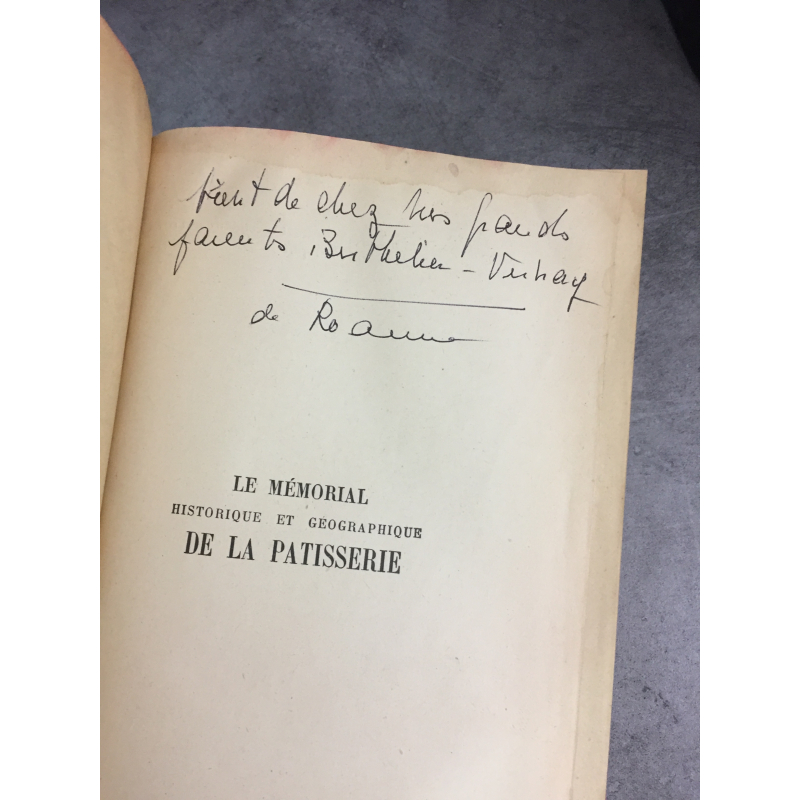 vient de chez nos grands
parents Berthelier - Vernay
de Roanne
LE MÉMORIAL
HISTORIQUE ET GÉOGRAPHIQUE
DE LA PATISSERIE